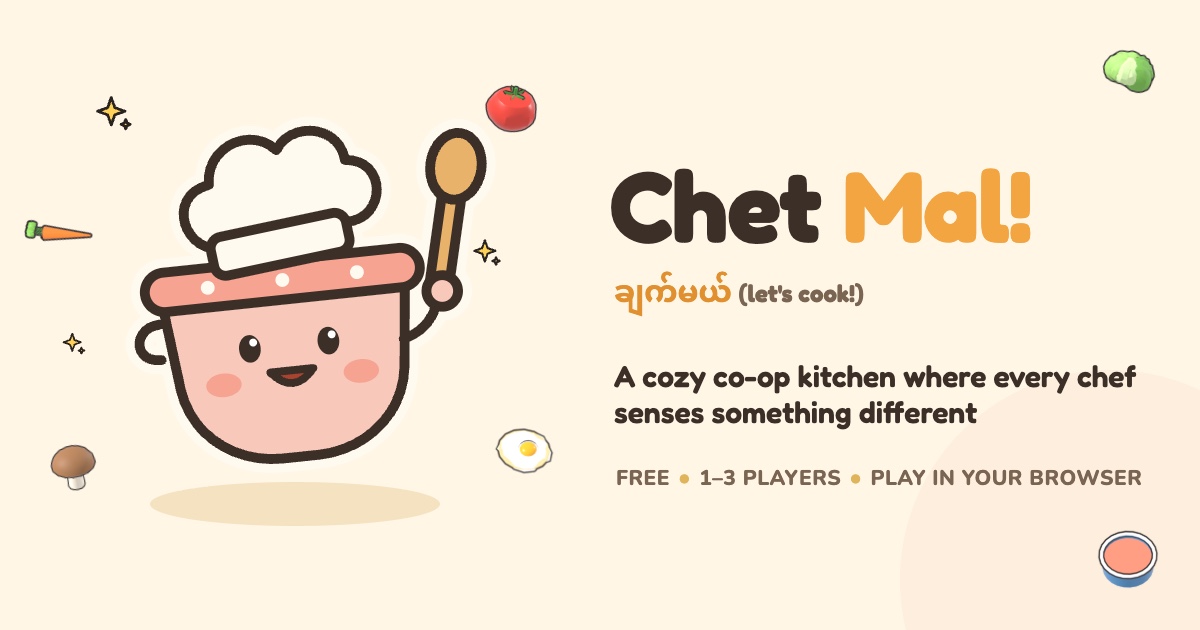 Chet Mal!
ချက်မယ် (let's cook!)
A cozy co-op kitchen where every chef
senses something different
FREE • 1–3 PLAYERS • PLAY IN YOUR BROWSER